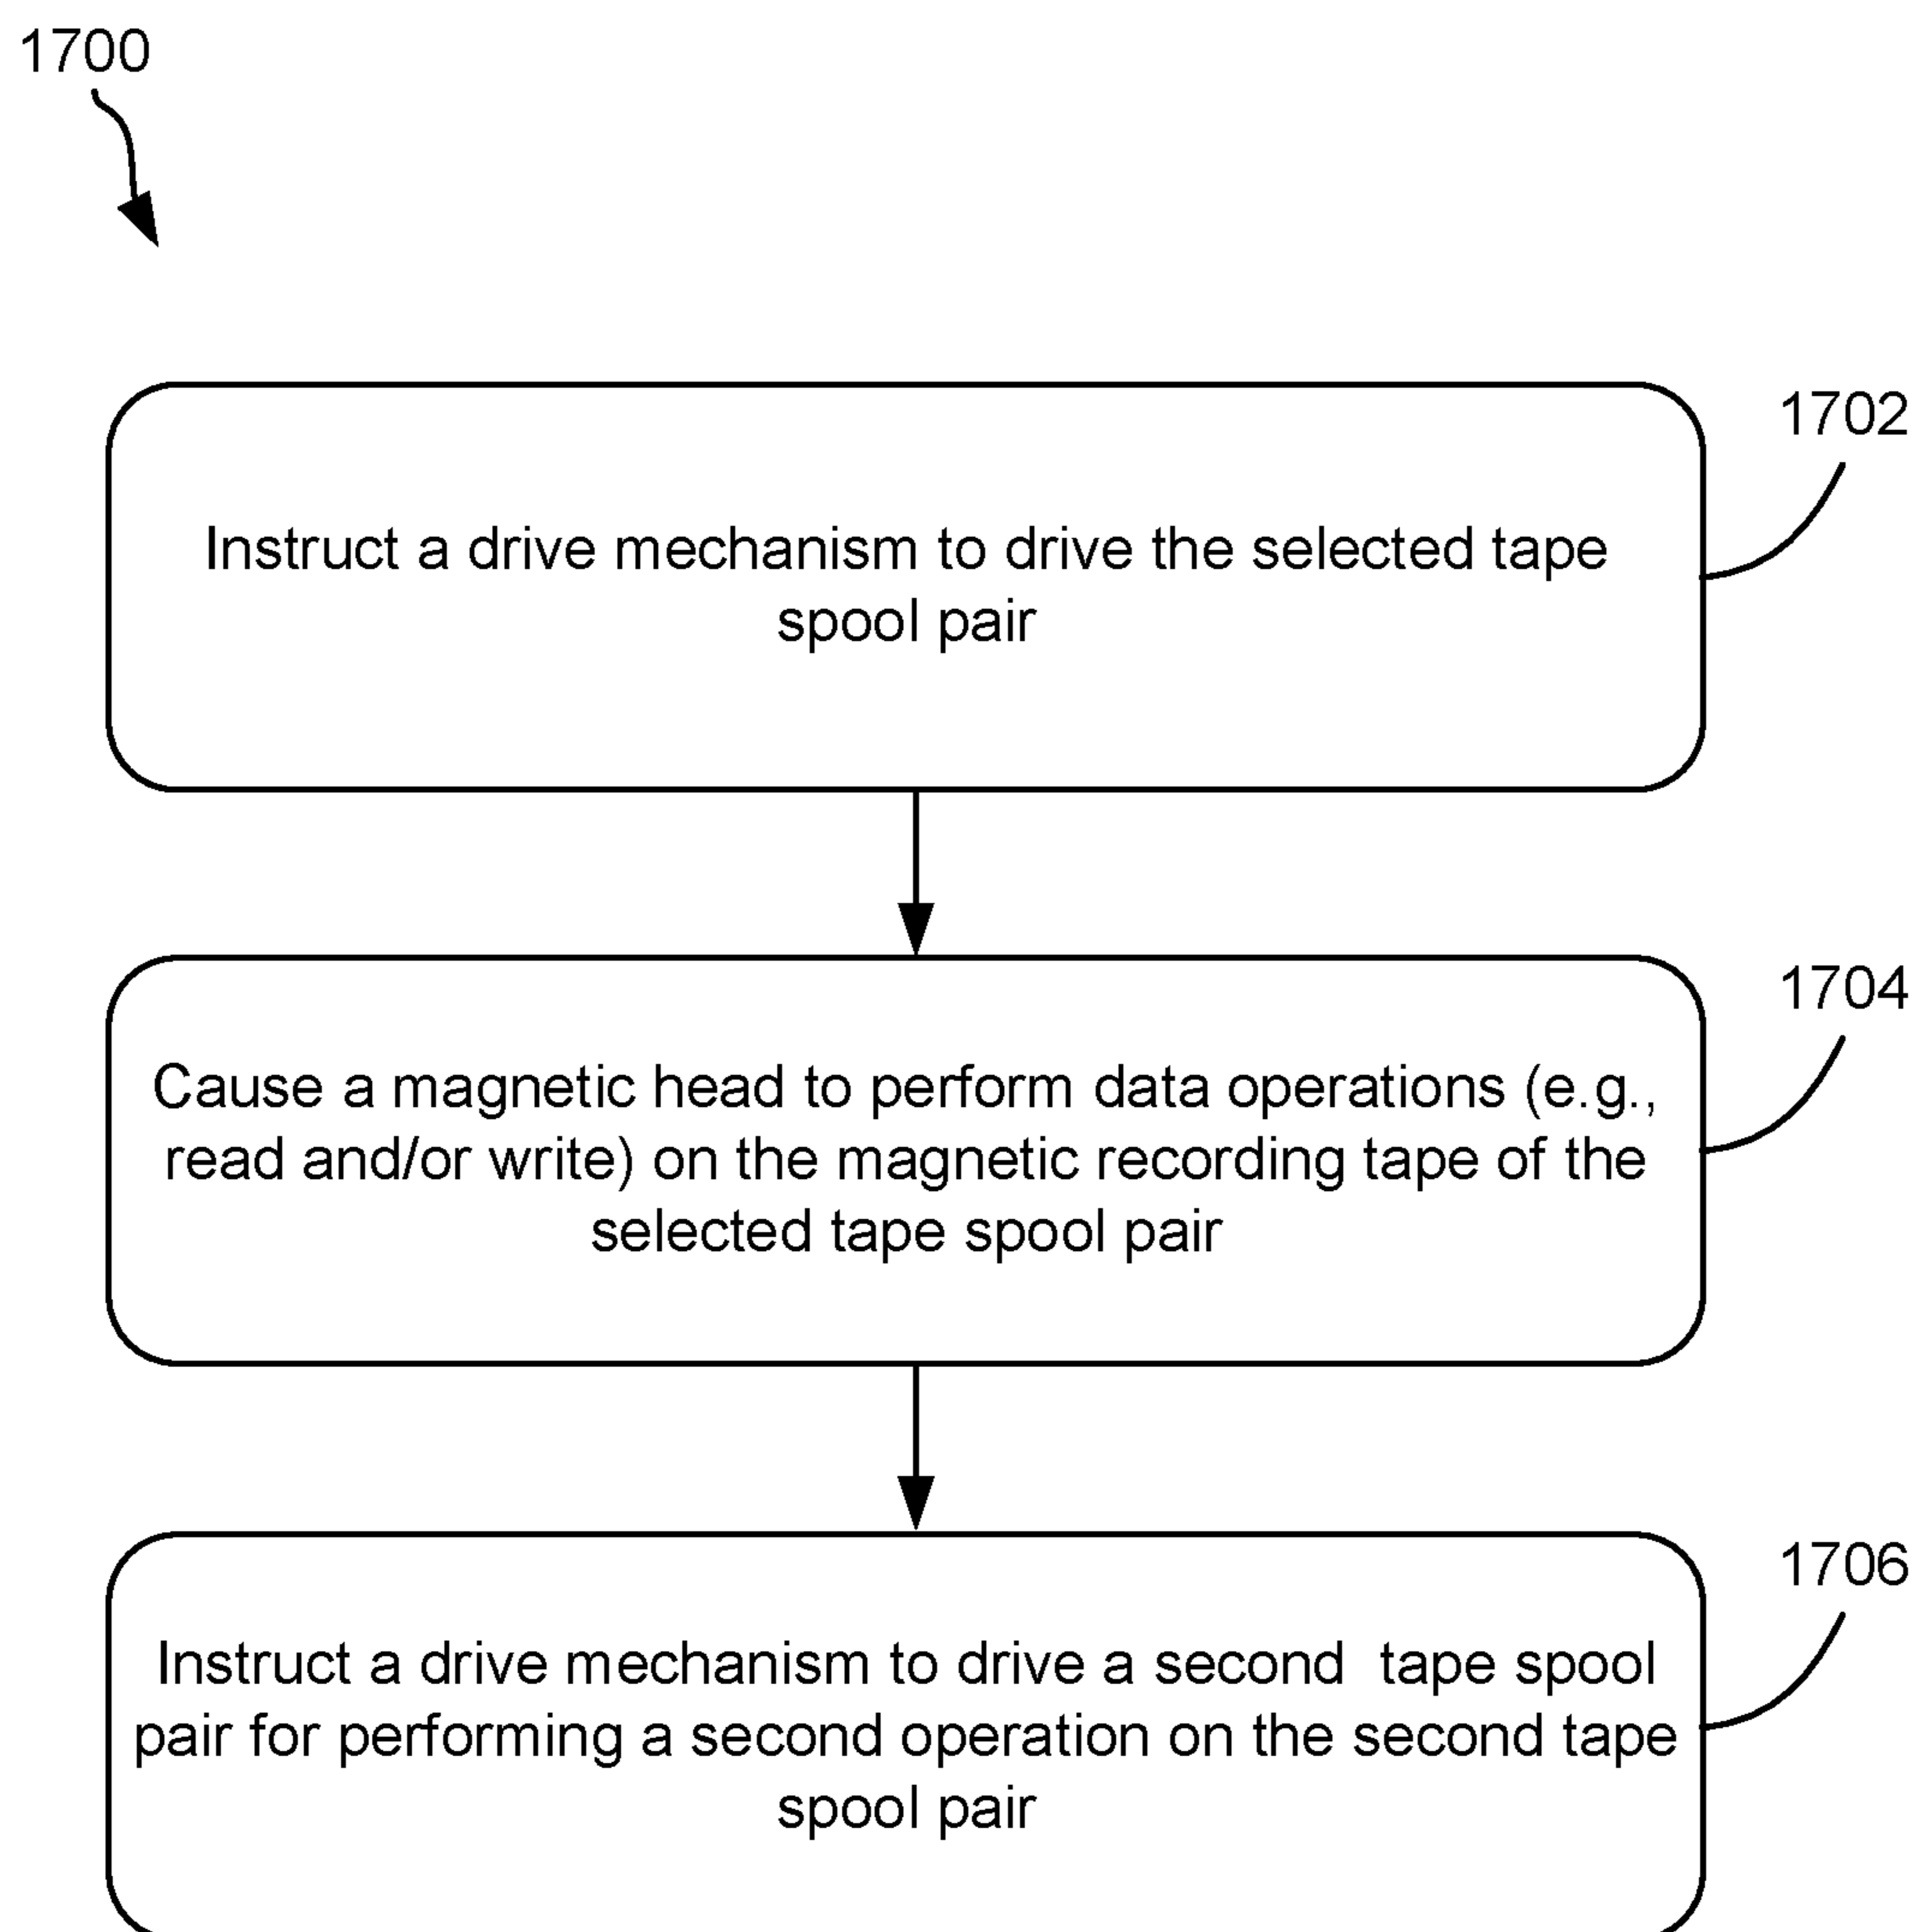 1700
1702
Instruct a drive mechanism to drive the selected tape
spool pair
1704
Cause a magnetic head to perform data operations (e.g.,
read and/or write) on the magnetic recording tape of the
selected tape spool pair
1706
Instruct a drive mechanism to drive a second  tape spool
pair for performing a second operation on the second tape
spool pair